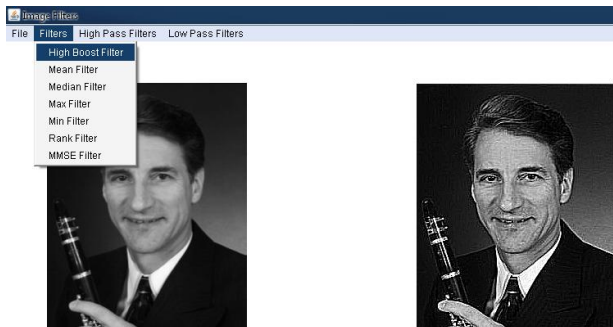 Image Filters
File Filters High Pass Filters Low Pass Filters
High Boost Filter
Mean Filter
Median Filter
Max Filter
Min Filter
Rank Filter
MMSE Filter